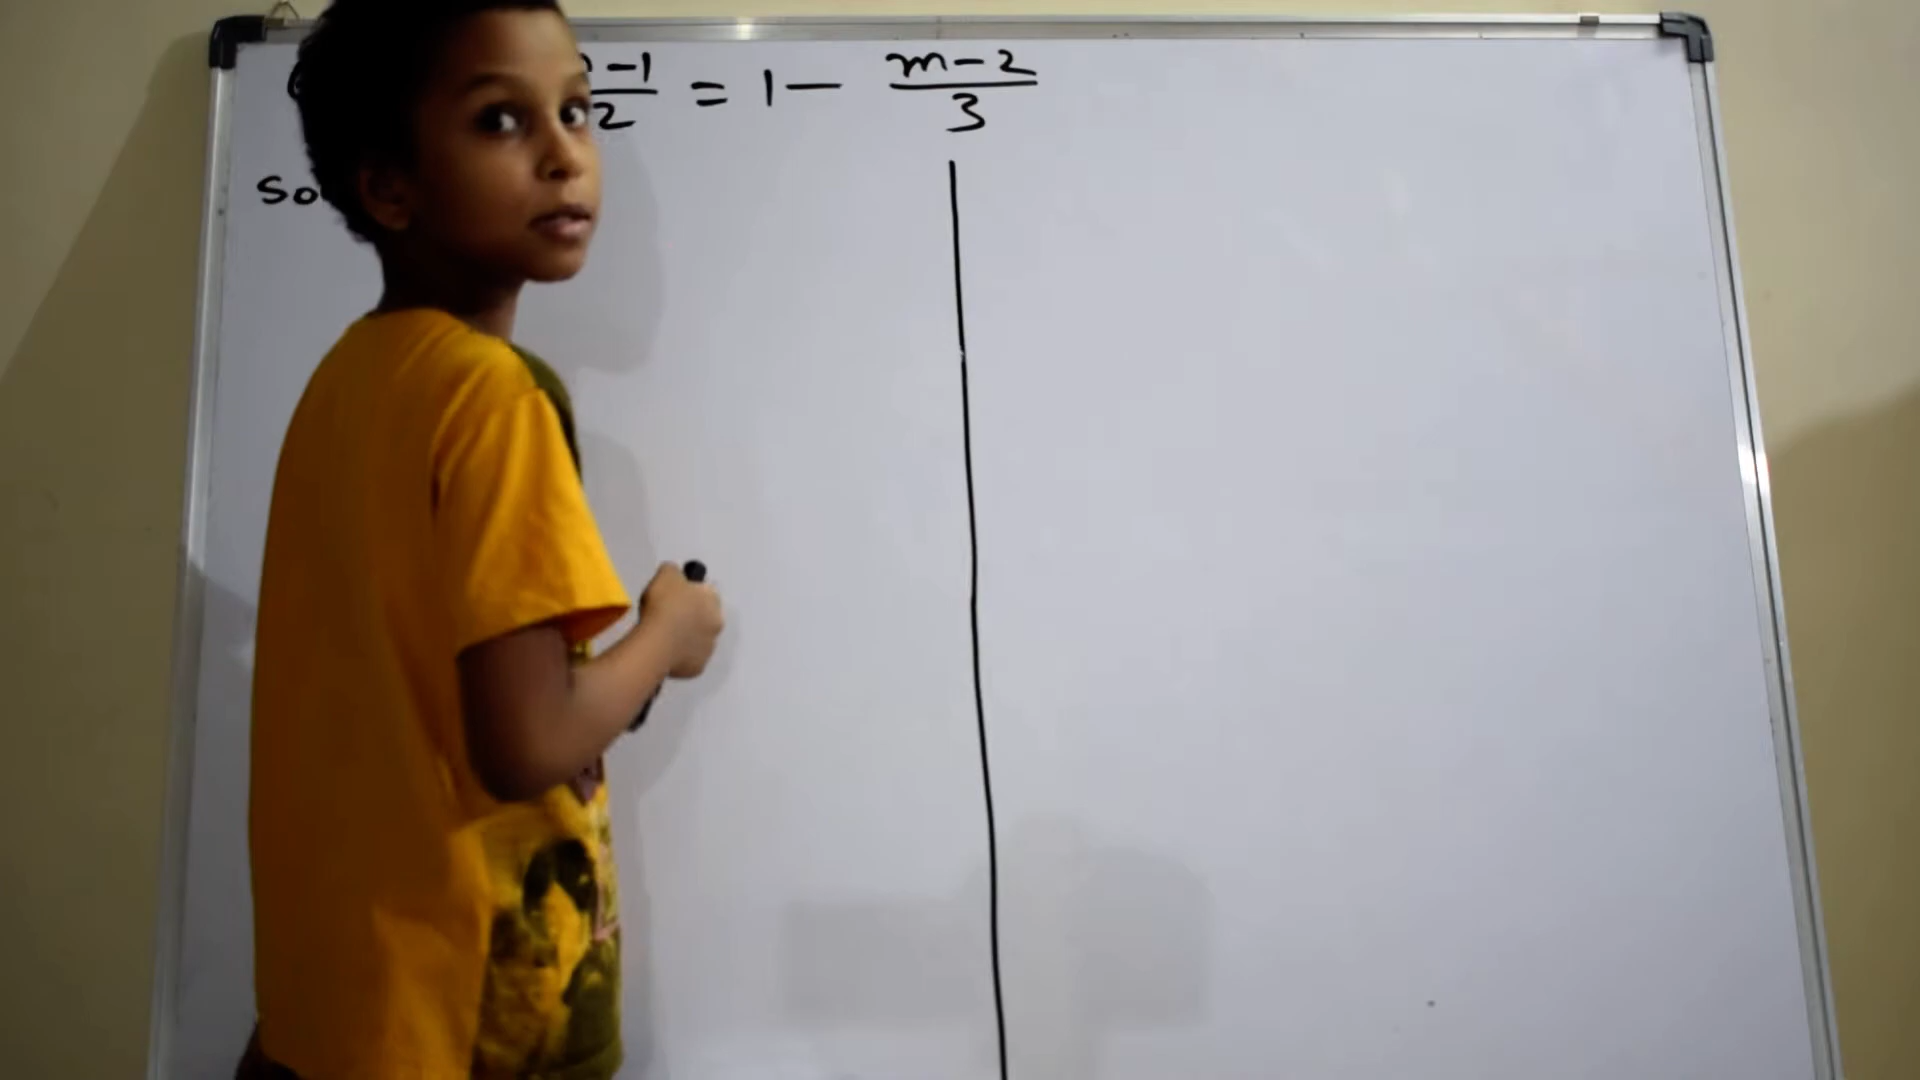 -1/2 = 1 - m-2/3
So